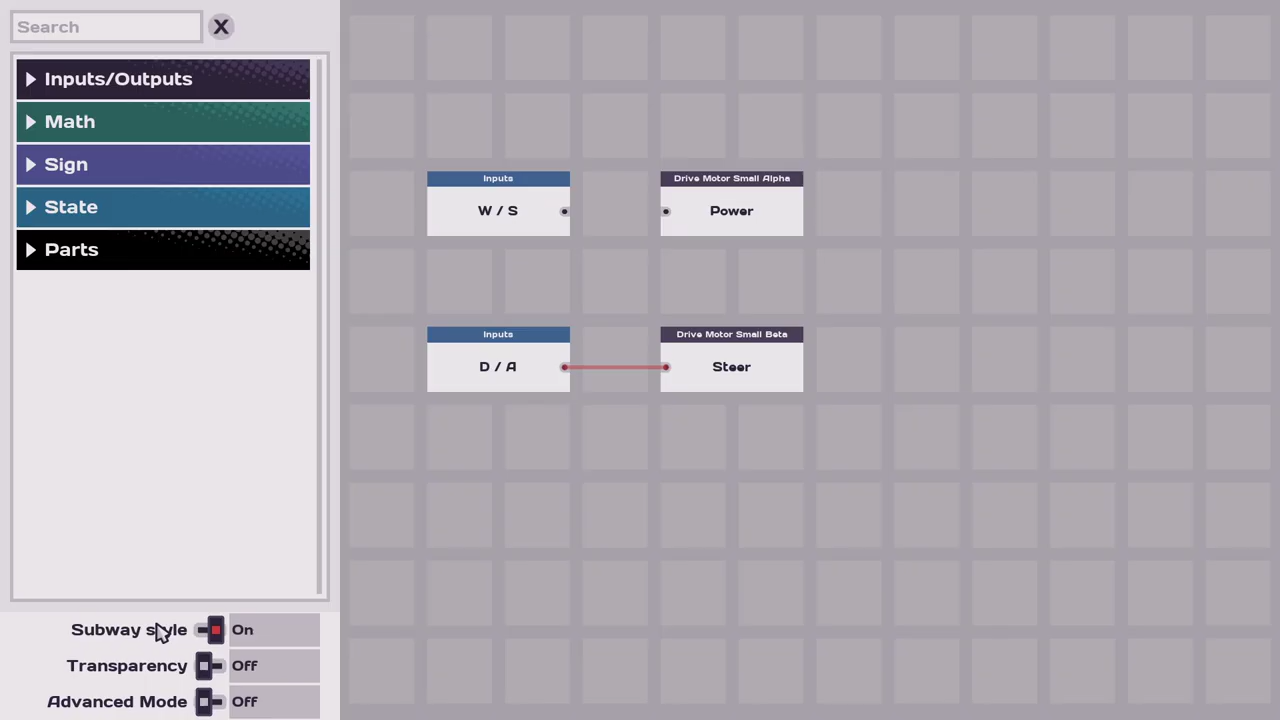 Search
X
Inputs/Outputs
Math
Sign
State
Parts
Subway style
On
Transparency
Off
Advanced Mode
Off
Inputs
W / S
Drive Motor Small Alpha
Power
Inputs
D / A
Drive Motor Small Beta
Steer